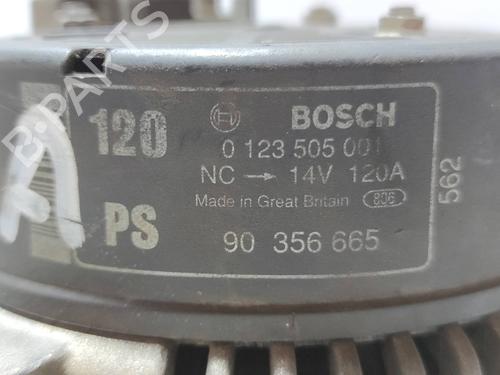 120
BOSCH
0 123 505 001
NC → 14V 120A
Made in Great Britain 806
PS
90 356 665
562
B-PARTS